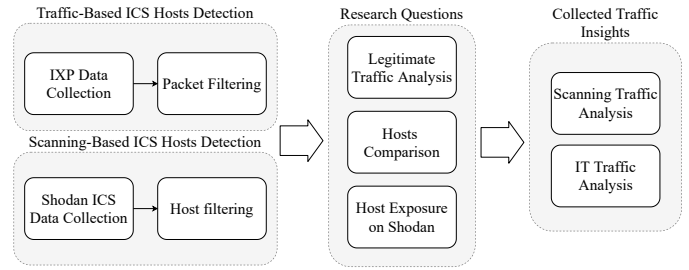 Traffic-Based ICS Hosts Detection
IXP Data
Collection
Packet Filtering
Scanning-Based ICS Hosts Detection
Shodan ICS
Data Collection
Host filtering
Research Questions
Legitimate
Traffic Analysis
Hosts
Comparison
Host Exposure
on Shodan
Collected Traffic
Insights
Scanning Traffic
Analysis
IT Traffic
Analysis